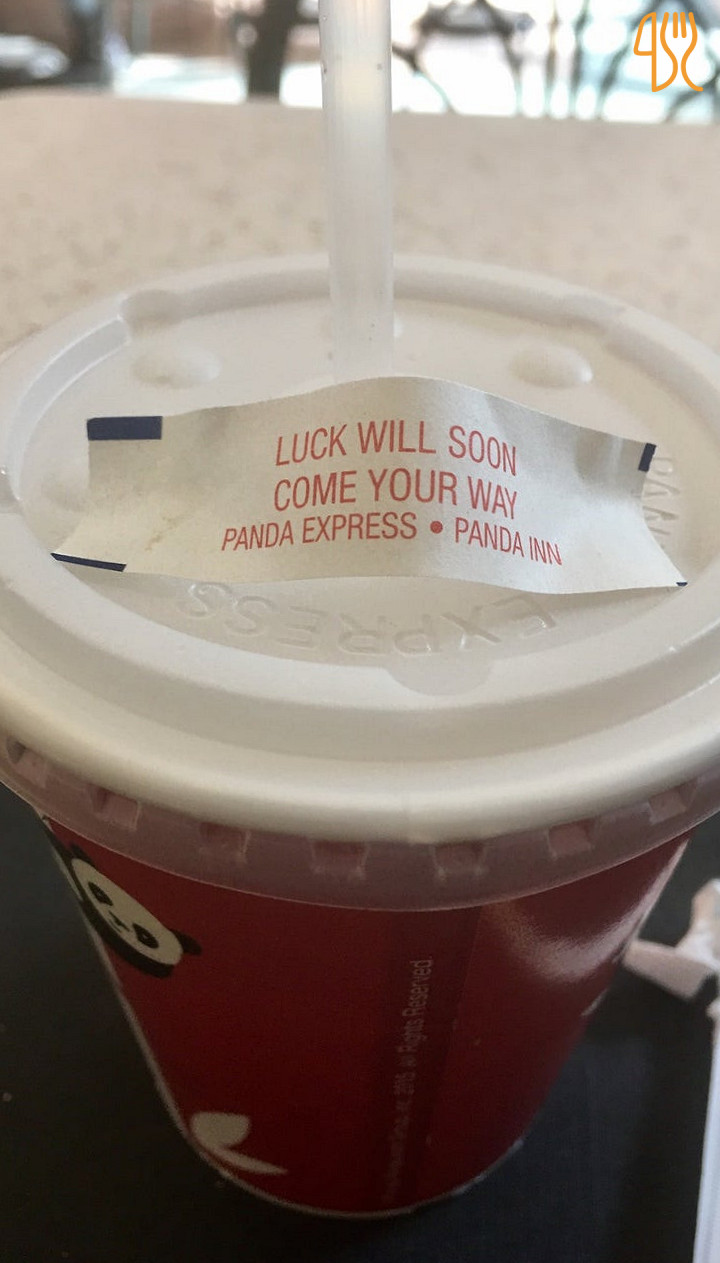 LUCK WILL SOON
COME YOUR WAY
PANDA EXPRESS • PANDA INN
EXPRESS
All Rights Reserved.